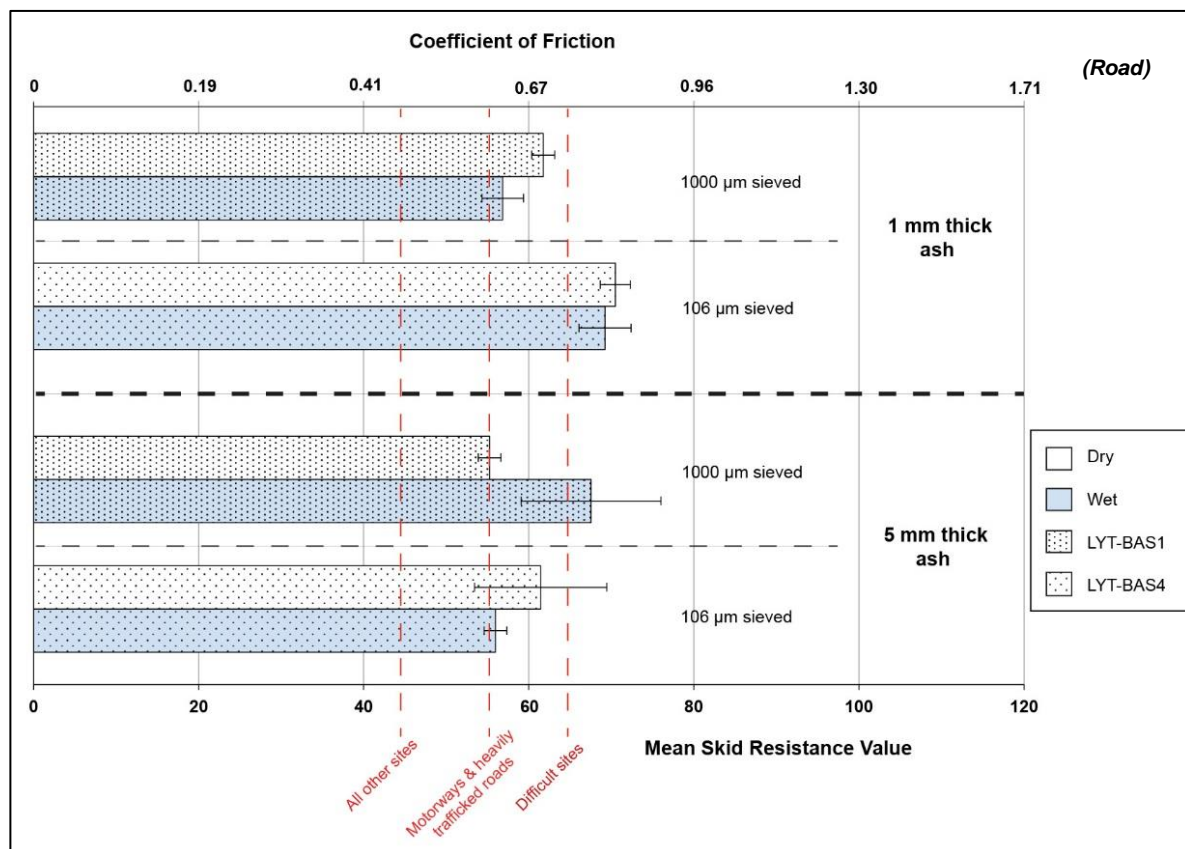 Coefficient of Friction
(Road)
0 0.19 0.41 0.67 0.96 1.30 1.71
1000 µm sieved
1 mm thick
ash
106 µm sieved
1000 µm sieved
5 mm thick
ash
106 µm sieved
Dry
Wet
LYT-BAS1
LYT-BAS4
0 20 40 60 80 100 120
Mean Skid Resistance Value
All other sites
Motorways & heavily
trafficked roads
Difficult sites